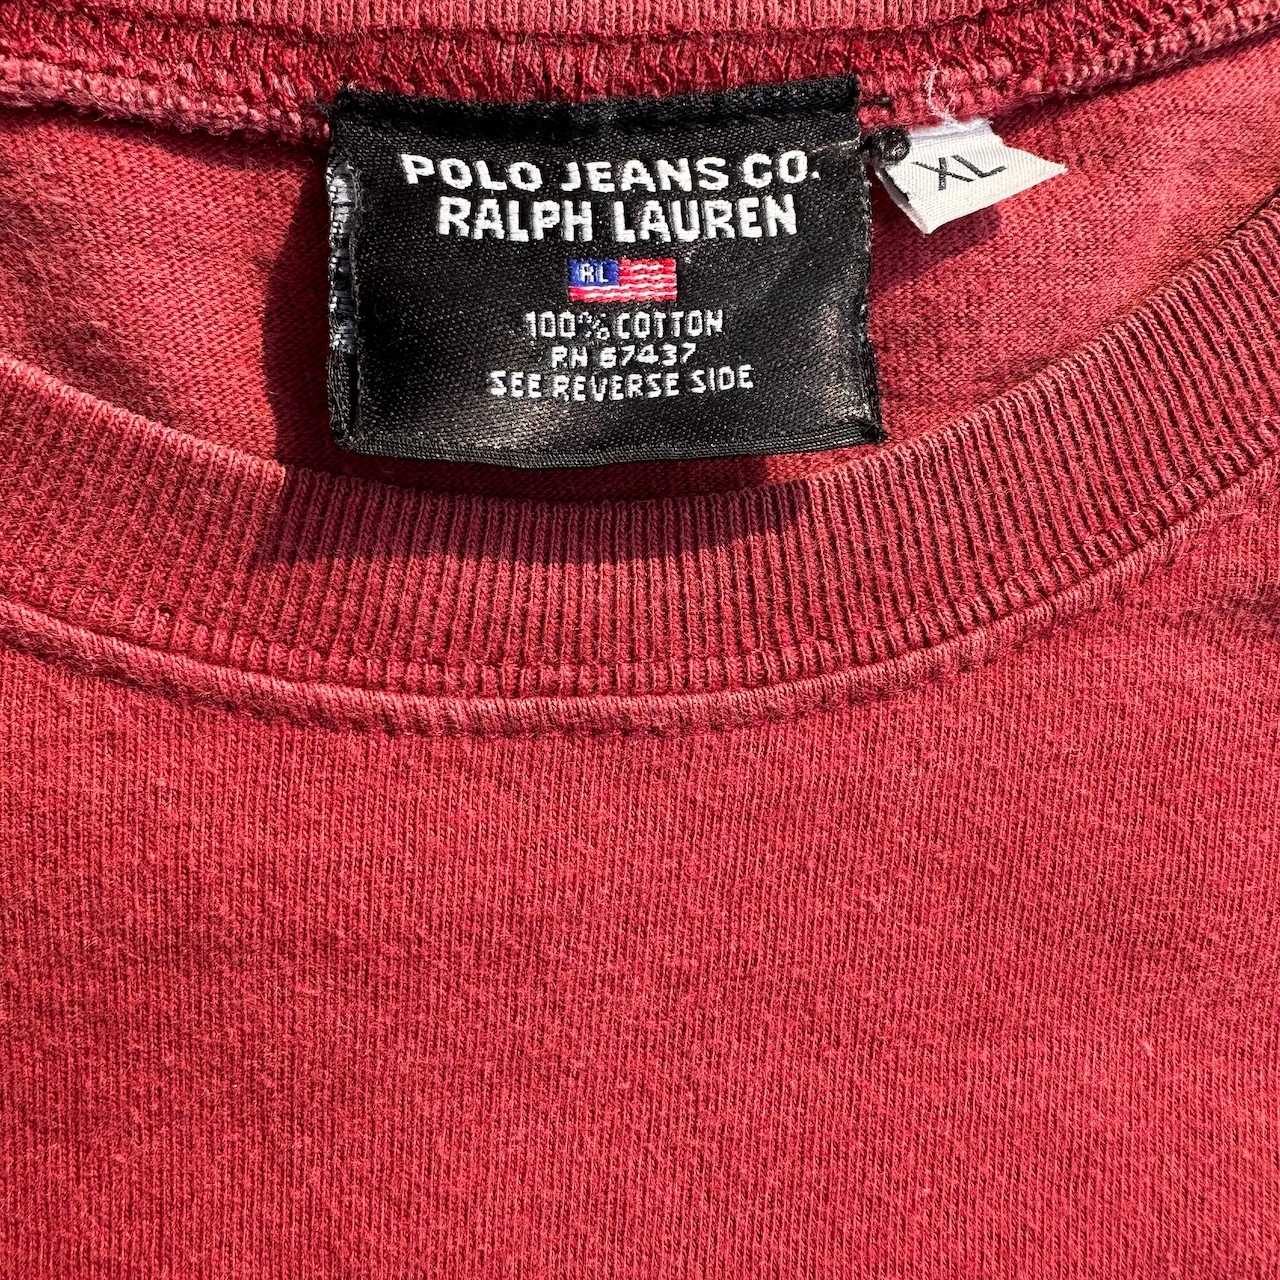 POLO JEANS CO.
RALPH LAUREN
RL
100% COTTON
RN 67437
SEE REVERSE SIDE
XL